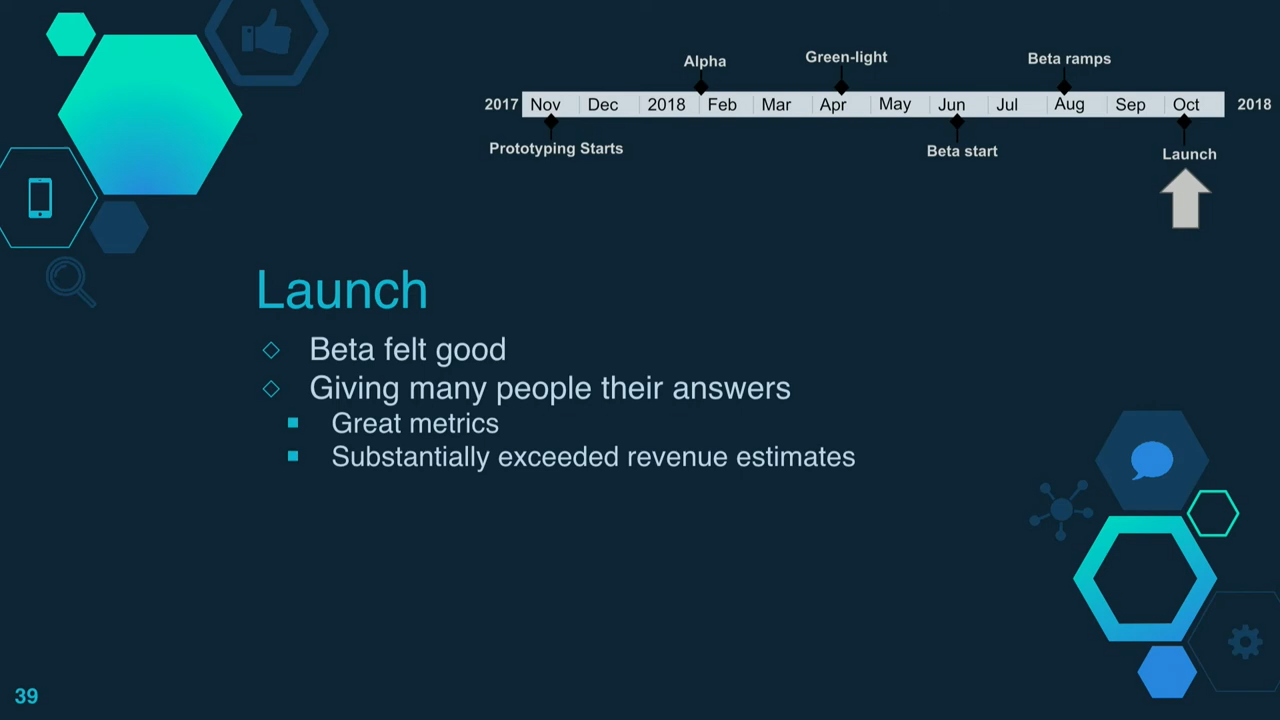 Alpha
Green-light
Beta ramps
2017 Nov Dec 2018 Feb Mar Apr May Jun Jul Aug Sep Oct 2018
Prototyping Starts
Beta start
Launch
Launch
Beta felt good
Giving many people their answers
Great metrics
Substantially exceeded revenue estimates
39